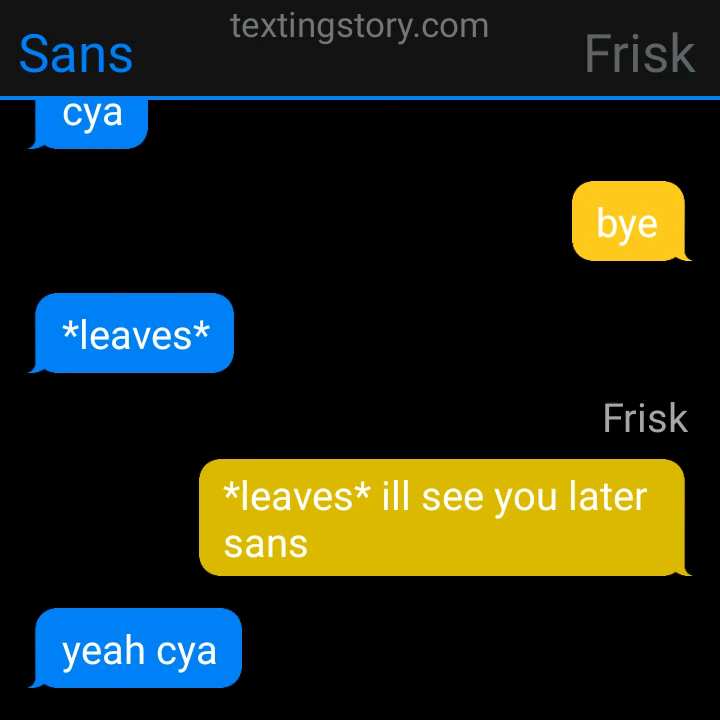 textingstory.com
Sans
Frisk
cya
bye
*leaves*
Frisk
*leaves* ill see you later
sans
yeah cya